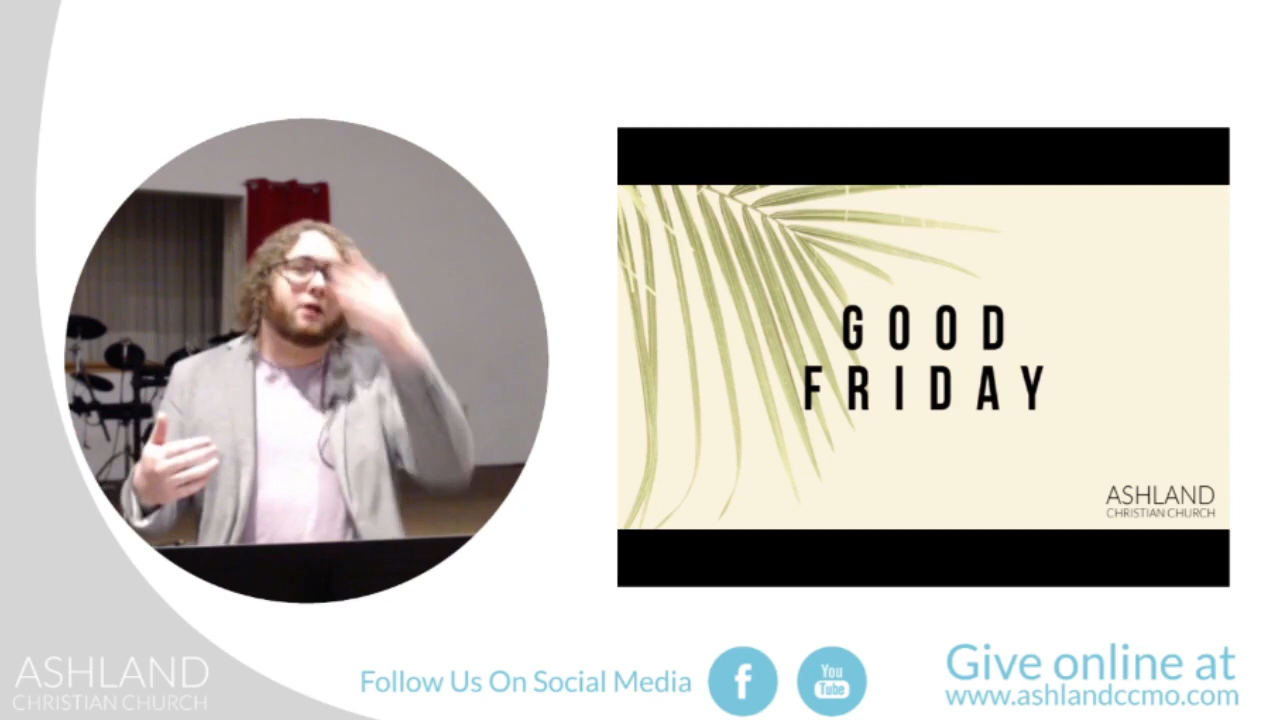 GOOD
FRIDAY
ASHLAND
CHRISTIAN CHURCH
ASHLAND
CHRISTIAN CHURCH
Follow Us On Social Media
f
You
Tube
Give online at
www.ashlandccmo.com